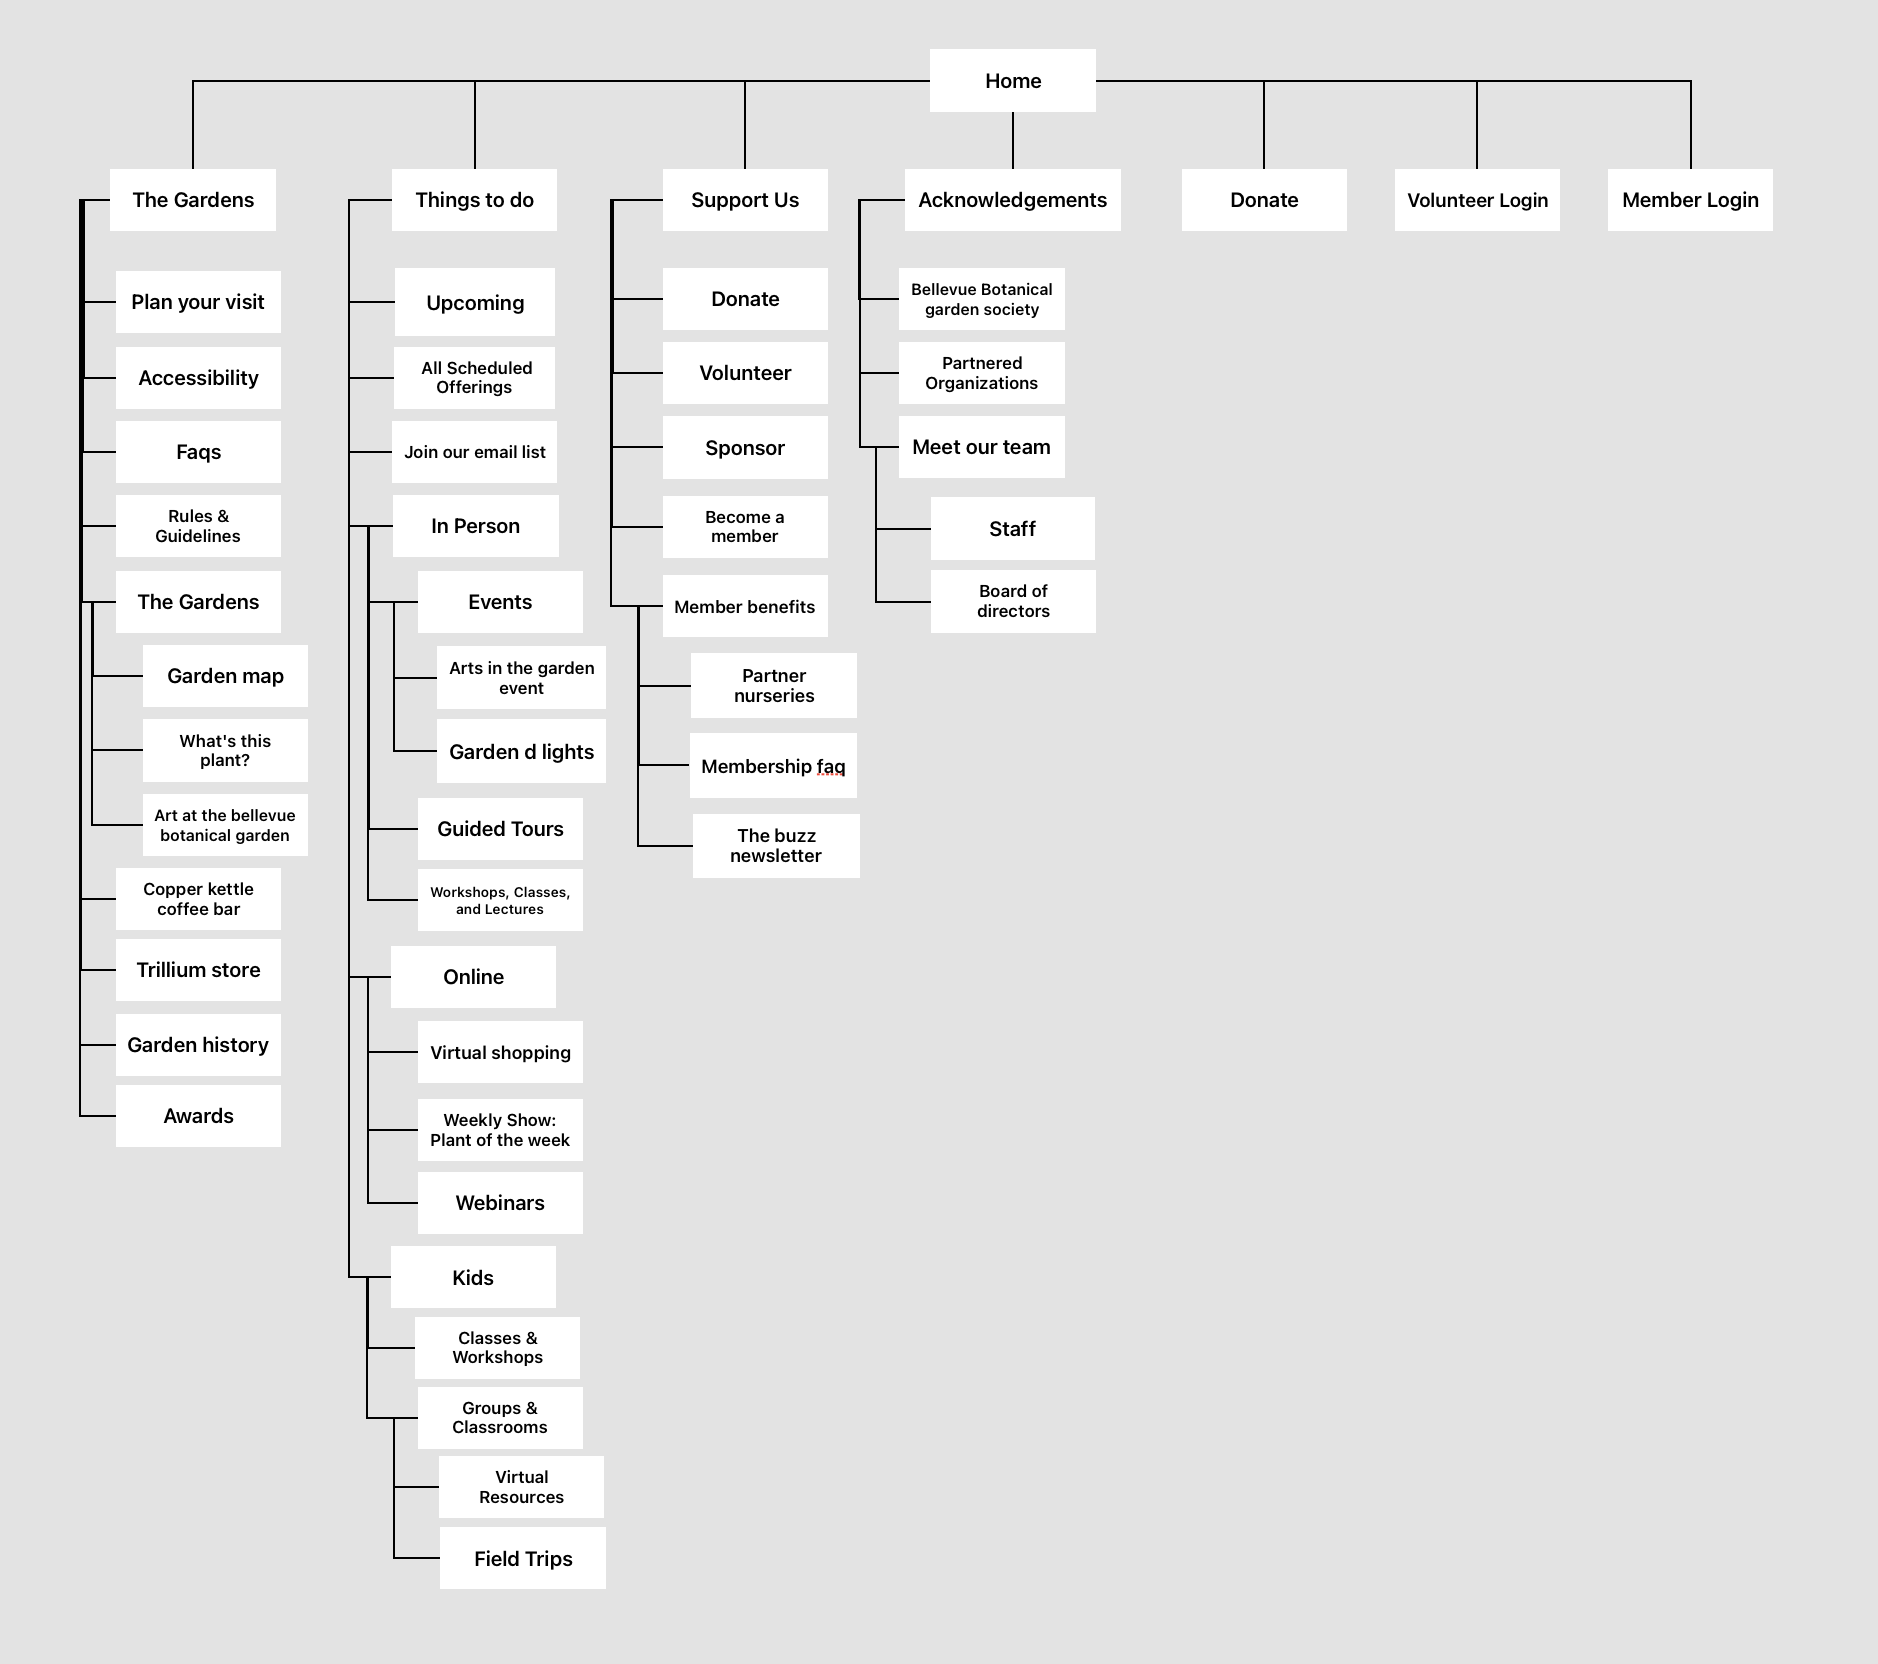 Home
The Gardens
Things to do
Support Us
Acknowledgements
Donate
Volunteer Login
Member Login
Plan your visit
Accessibility
Faqs
Rules &
Guidelines
The Gardens
Garden map
What's this
plant?
Art at the bellevue
botanical garden
Copper kettle
coffee bar
Trillium store
Garden history
Awards
Upcoming
All Scheduled
Offerings
Join our email list
In Person
Events
Arts in the garden
event
Garden d lights
Guided Tours
Workshops, Classes,
and Lectures
Online
Virtual shopping
Weekly Show:
Plant of the week
Webinars
Kids
Classes &
Workshops
Groups &
Classrooms
Virtual
Resources
Field Trips
Donate
Volunteer
Sponsor
Become a
member
Member benefits
Partner
nurseries
Membership faq
The buzz
newsletter
Bellevue Botanical
garden society
Partnered
Organizations
Meet our team
Staff
Board of
directors